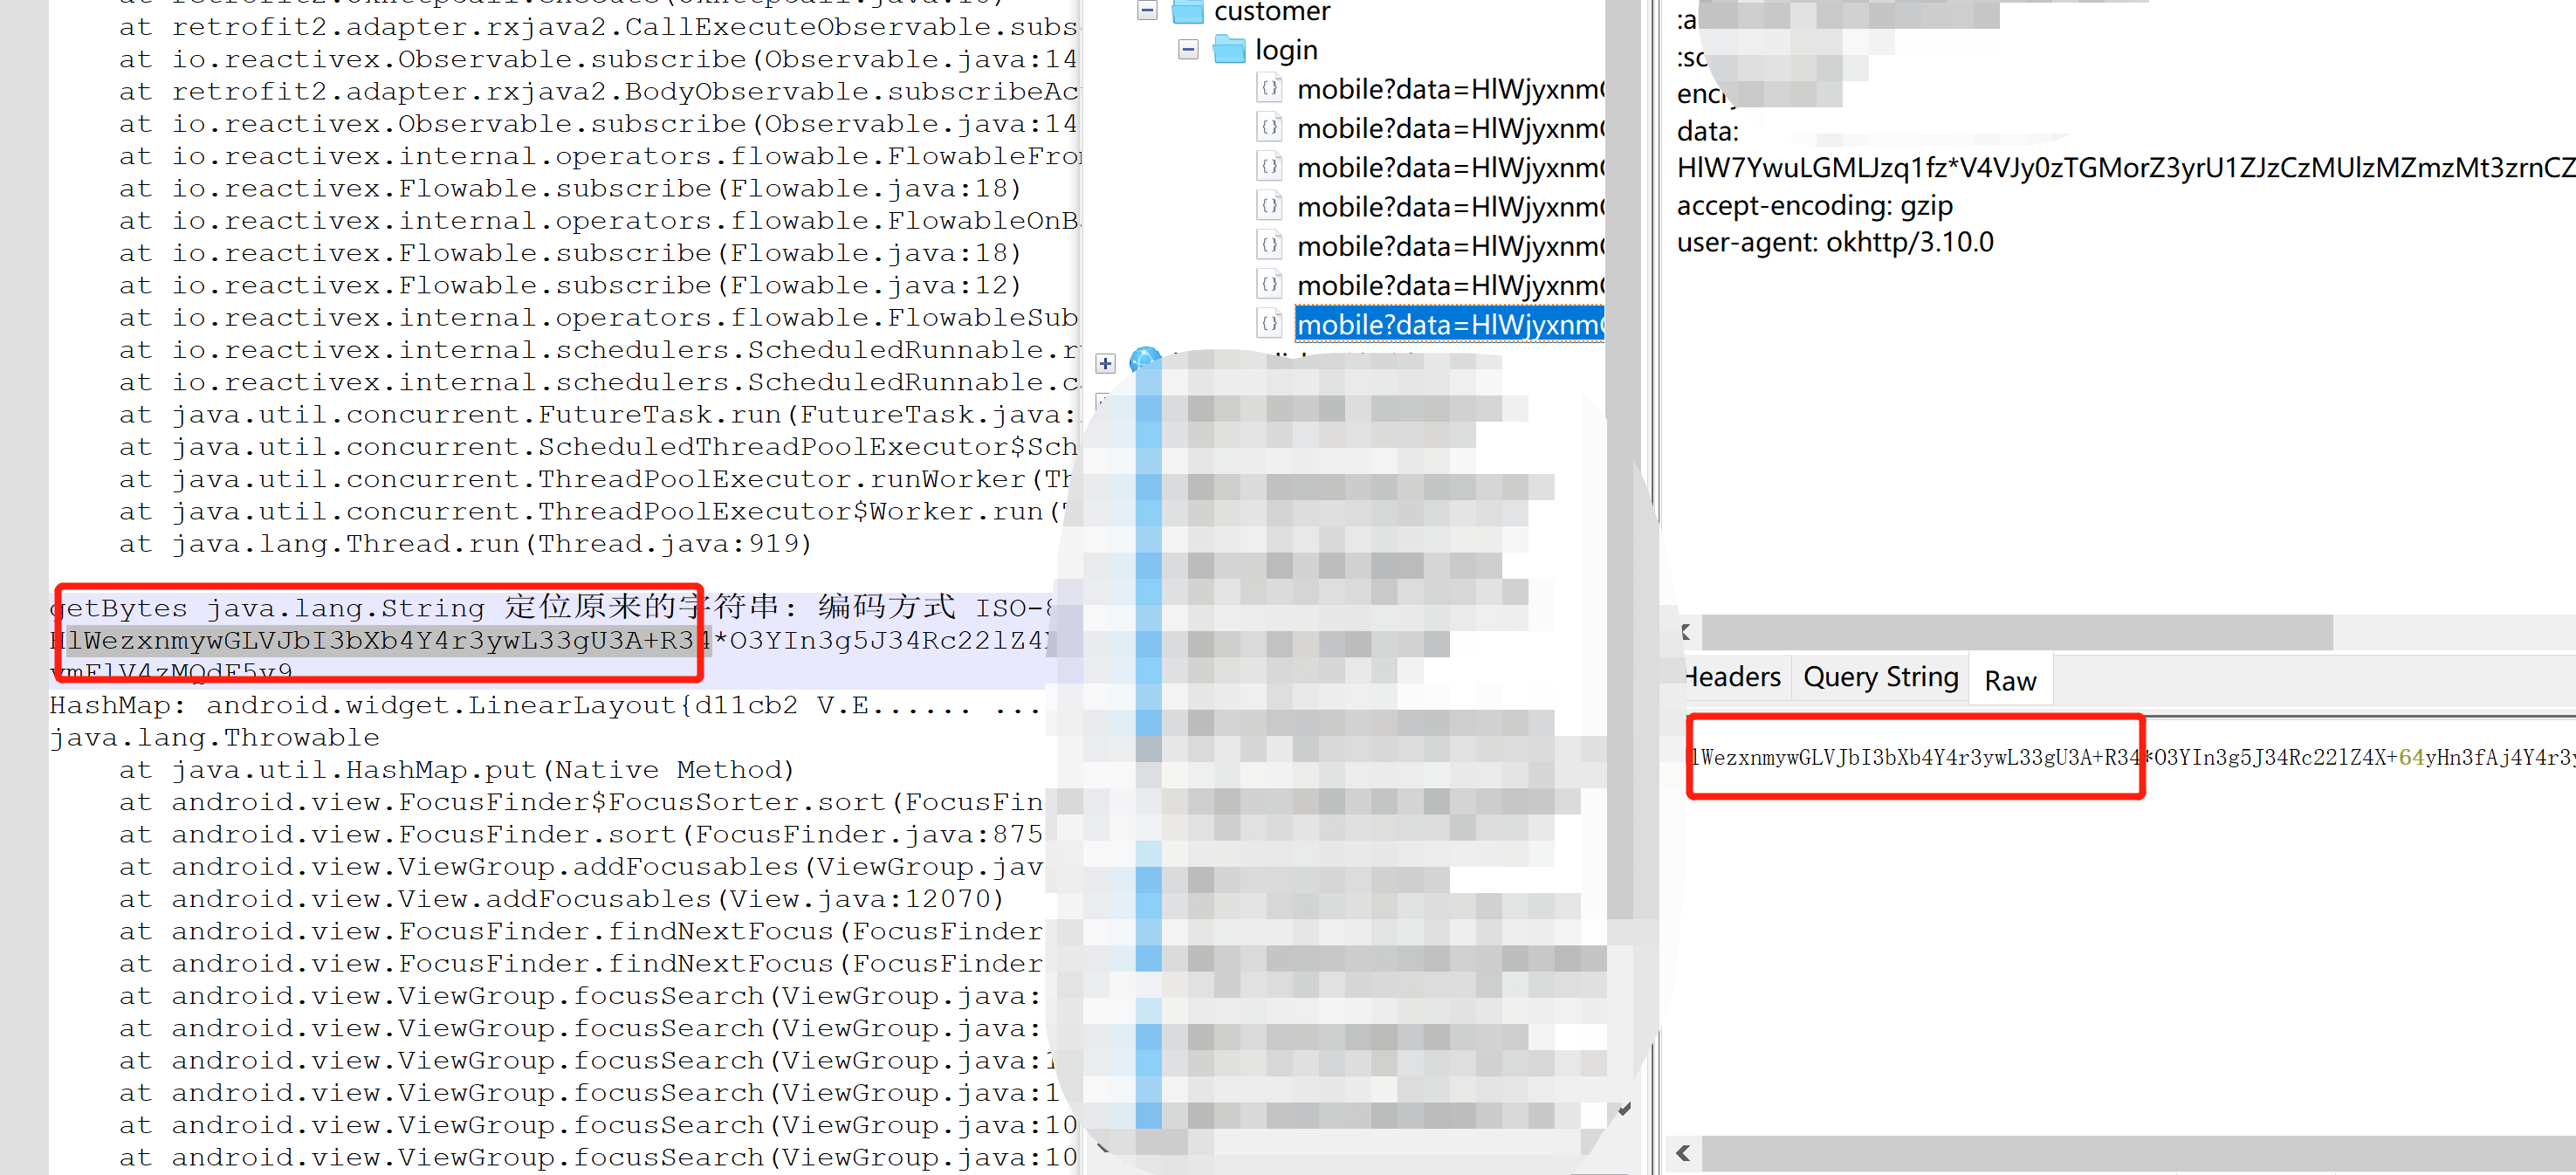 at retrofit2.adapter.rxjava2.CallExecuteObservable.subs
at io.reactivex.Observable.subscribe(Observable.java:14
at retrofit2.adapter.rxjava2.BodyObservable.subscribeAc
at io.reactivex.Observable.subscribe(Observable.java:14
at io.reactivex.internal.operators.flowable.FlowableFro
at io.reactivex.Flowable.subscribe(Flowable.java:18)
at io.reactivex.internal.operators.flowable.FlowableOnB
at io.reactivex.Flowable.subscribe(Flowable.java:18)
at io.reactivex.Flowable.subscribe(Flowable.java:12)
at io.reactivex.internal.operators.flowable.FlowableSub
at io.reactivex.internal.schedulers.ScheduledRunnable.r
at io.reactivex.internal.schedulers.ScheduledRunnable.c
at java.util.concurrent.FutureTask.run(FutureTask.java:
at java.util.concurrent.ScheduledThreadPoolExecutor$Sch
at java.util.concurrent.ThreadPoolExecutor.runWorker(Th
at java.util.concurrent.ThreadPoolExecutor$Worker.run(
at java.lang.Thread.run(Thread.java:919)
getBytes java.lang.String 定位原来的字符串: 编码方式 ISO-8
HlWezxnmywGLVJbI3bXb4Y4r3ywL33gU3A+R34*O3YIn3g5J34Rc22lZ4X
ymFlV4zMQdF5v9
HashMap: android.widget.LinearLayout{d11cb2 V.E...... ...
java.lang.Throwable
at java.util.HashMap.put(Native Method)
at android.view.FocusFinder$FocusSorter.sort(FocusFin
at android.view.FocusFinder.sort(FocusFinder.java:875
at android.view.ViewGroup.addFocusables(ViewGroup.jav
at android.view.View.addFocusables(View.java:12070)
at android.view.FocusFinder.findNextFocus(FocusFinder
at android.view.FocusFinder.findNextFocus(FocusFinder
at android.view.ViewGroup.focusSearch(ViewGroup.java:
at android.view.ViewGroup.focusSearch(ViewGroup.java:
at android.view.ViewGroup.focusSearch(ViewGroup.java:1
at android.view.ViewGroup.focusSearch(ViewGroup.java:1
at android.view.ViewGroup.focusSearch(ViewGroup.java:10
at android.view.ViewGroup.focusSearch(ViewGroup.java:10
customer
login
mobile?data=HlWjyxnm
mobile?data=HlWjyxnm
mobile?data=HlWjyxnm
mobile?data=HlWjyxnm
mobile?data=HlWjyxnm
mobile?data=HlWjyxnm
mobile?data=HlWjyxnm
:a
:sc
encr
data:
HlW7YwuLGMLJzq1fz*V4VJy0zTGMorZ3yrU1ZJzCzMUlzMZmzMt3zrnCZ
accept-encoding: gzip
user-agent: okhttp/3.10.0
Headers Query String Raw
lWezxnmywGLVJbI3bXb4Y4r3ywL33gU3A+R34*O3YIn3g5J34Rc22lZ4X+64yHn3fAj4Y4r3y